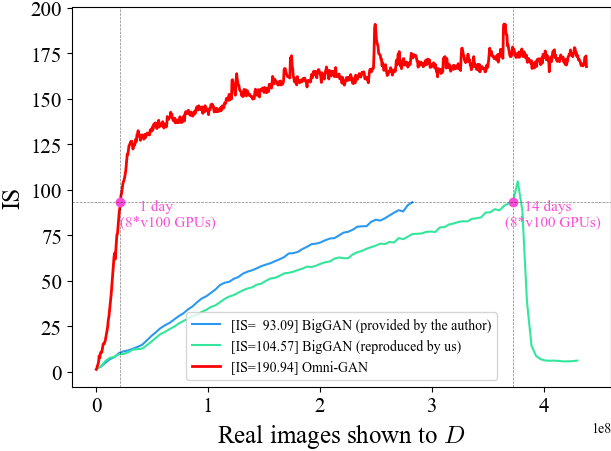 200
175
150
125
100
75
50
25
0
IS
1 day
(8*v100 GPUs)
14 days
(8*v100 GPUs)
[IS=  93.09] BigGAN (provided by the author)
[IS=104.57] BigGAN (reproduced by us)
[IS=190.94] Omni-GAN
0
1
2
3
4
1e8
Real images shown to D